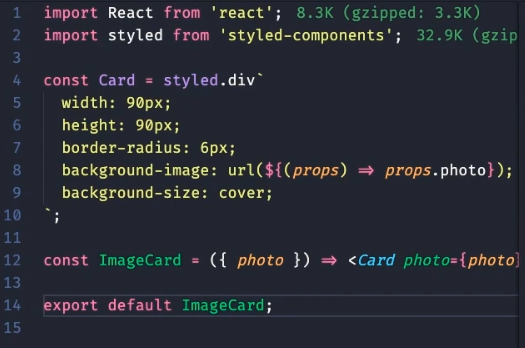 1 import React from 'react'; 8.3K (gzipped: 3.3K)
2 import styled from 'styled-components'; 32.9K (gzip
3
4 const Card = styled.div`
5 width: 90px;
6 height: 90px;
7 border-radius: 6px;
8 background-image: url(${(props) => props.photo});
9 background-size: cover;
10 `;
11
12 const ImageCard = ({ photo }) => <Card photo={photo}
13
14 export default ImageCard;
15